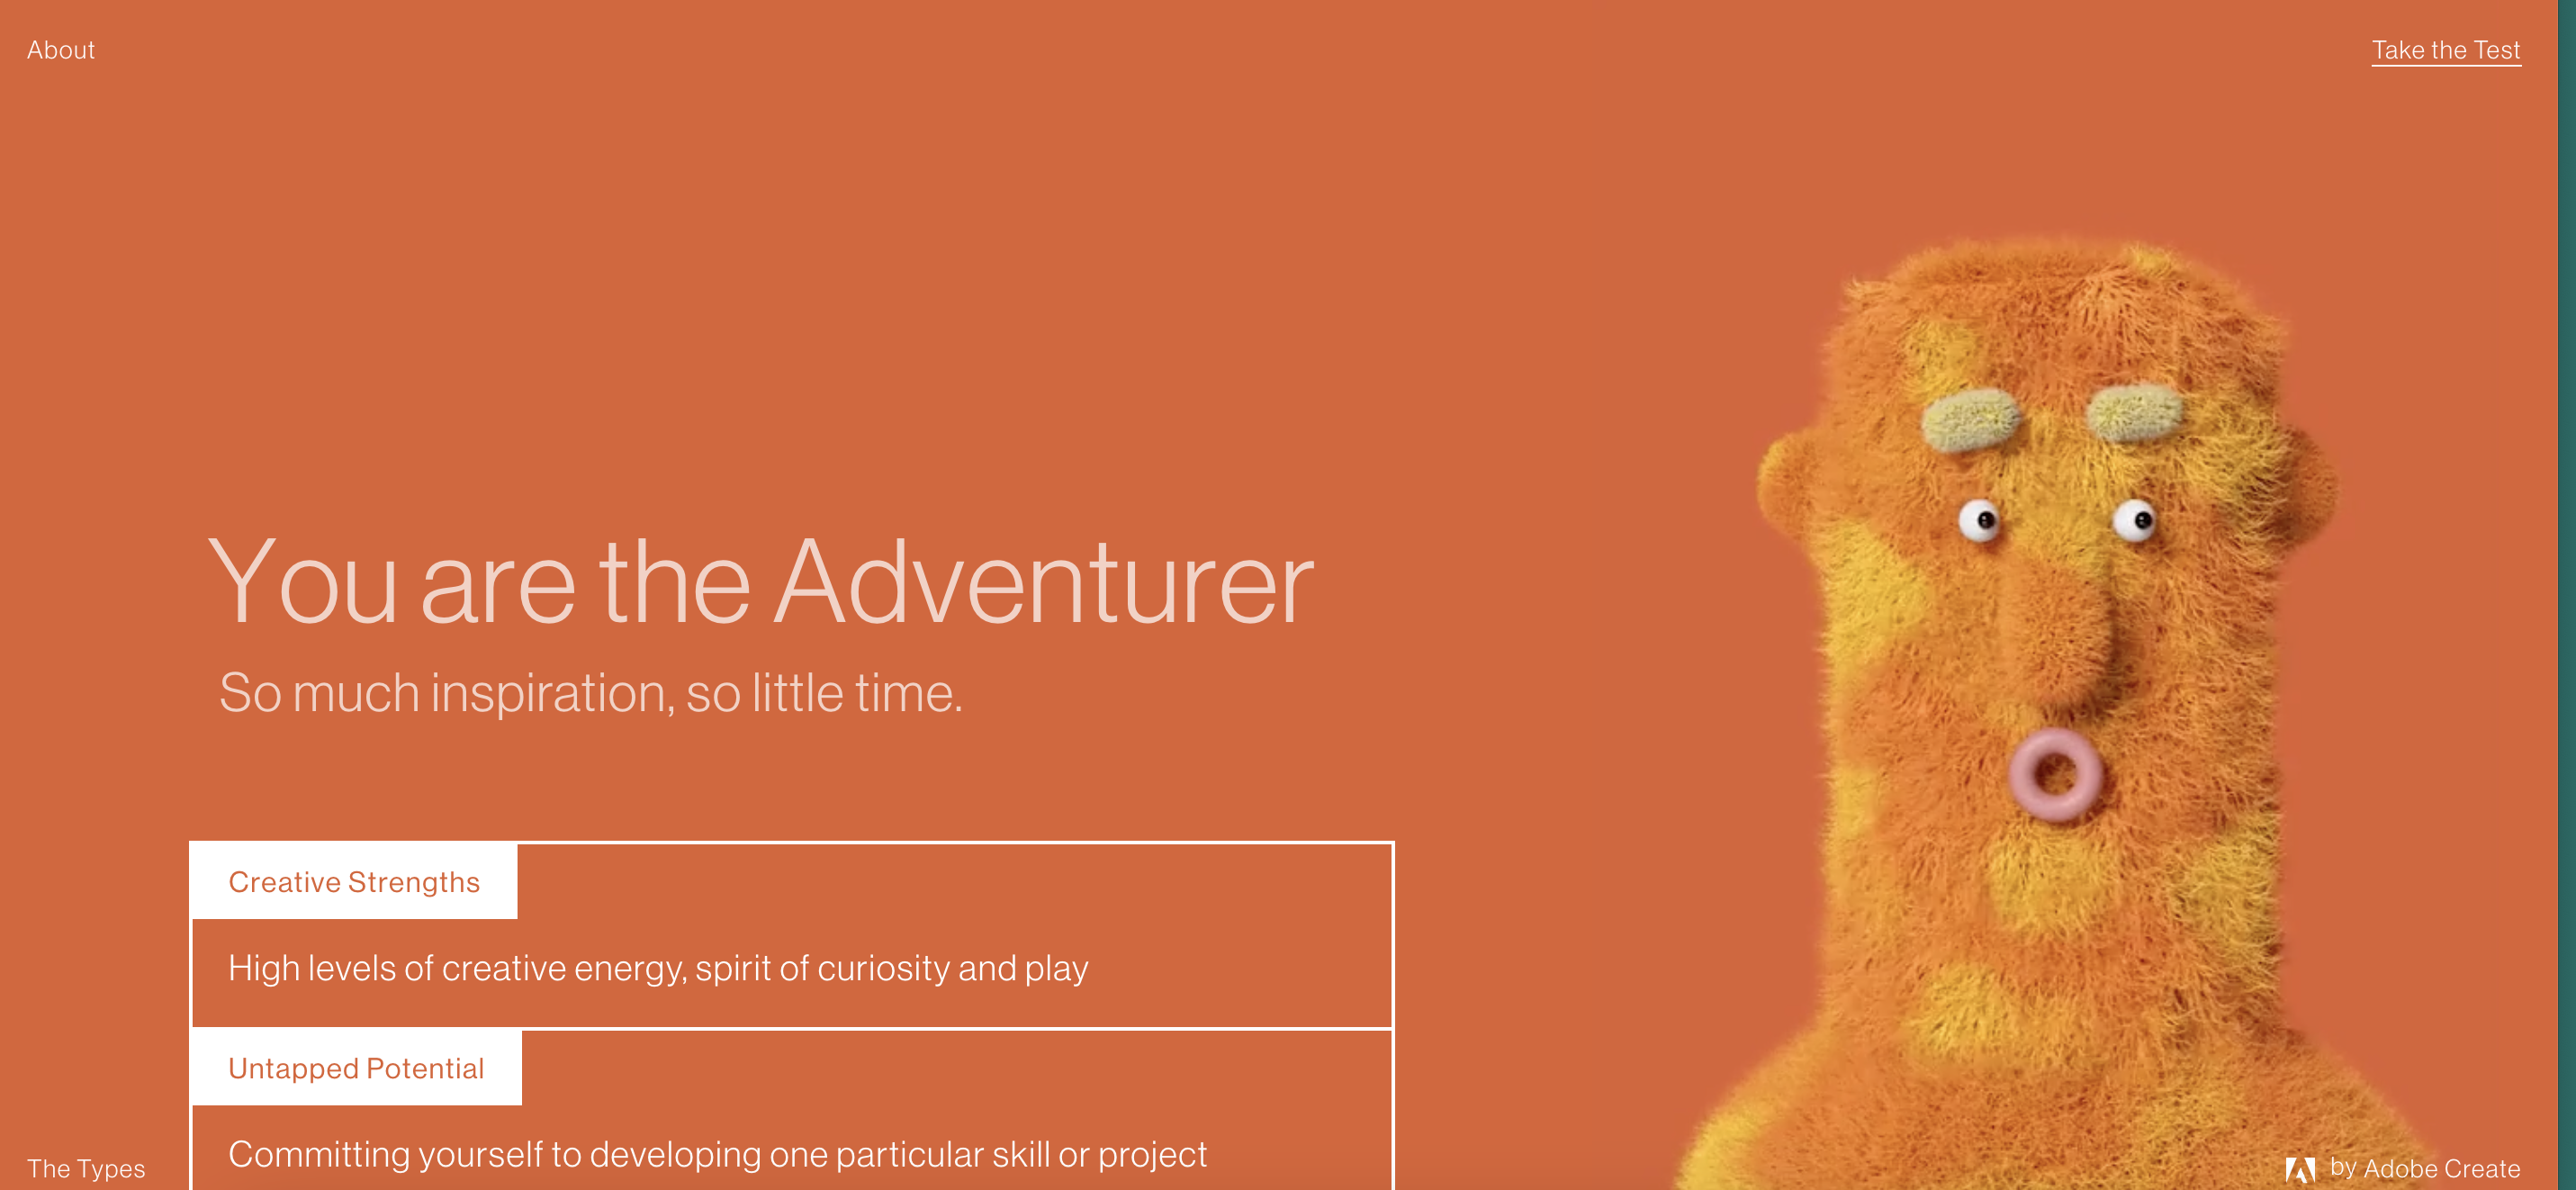 About
Take the Test
You are the Adventurer
So much inspiration, so little time.
Creative Strengths
High levels of creative energy, spirit of curiosity and play
Untapped Potential
Committing yourself to developing one particular skill or project
The Types
by Adobe Create